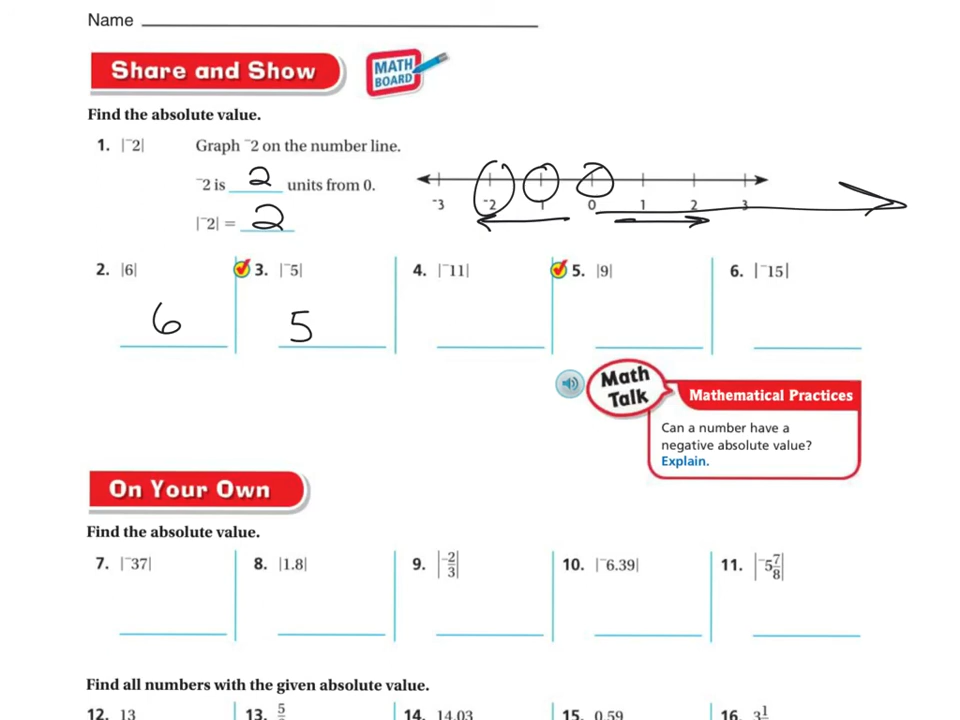 Name
Share and Show
MATH BOARD
Find the absolute value.
1. |⁻2| Graph ⁻2 on the number line.
⁻2 is 2 units from 0.
|⁻2| = 2
⁻3 ⁻2 1 0 1 2 3
2. |6| 3. |⁻5| 4. |⁻11| 5. |9| 6. |⁻15|
6 5
Math Talk
Mathematical Practices
Can a number have a
negative absolute value?
Explain.
On Your Own
Find the absolute value.
7. |⁻37| 8. |1.8| 9. |⁻2/3| 10. |⁻6.39| 11. |⁻5 7/8|
Find all numbers with the given absolute value.
12. 13 13. 5 14. 14.03 15. 0.59 16. 3 1